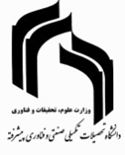 وزارت علوم، تحقیقات و فناوری
دانشگاه تحصیلات تکمیلی صنعتی و فناوری پیشرفته